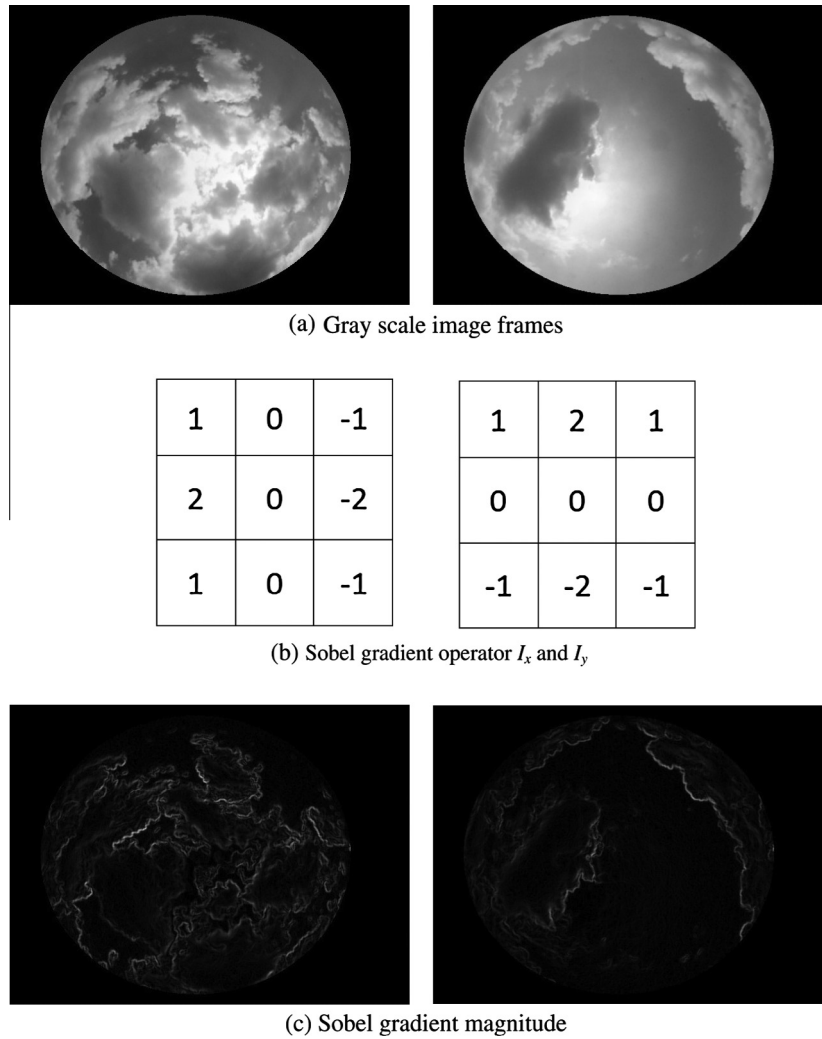 (a) Gray scale image frames
1 0 -1
2 0 -2
1 0 -1
1 2 1
0 0 0
-1 -2 -1
(b) Sobel gradient operator Ix and Iy
(c) Sobel gradient magnitude